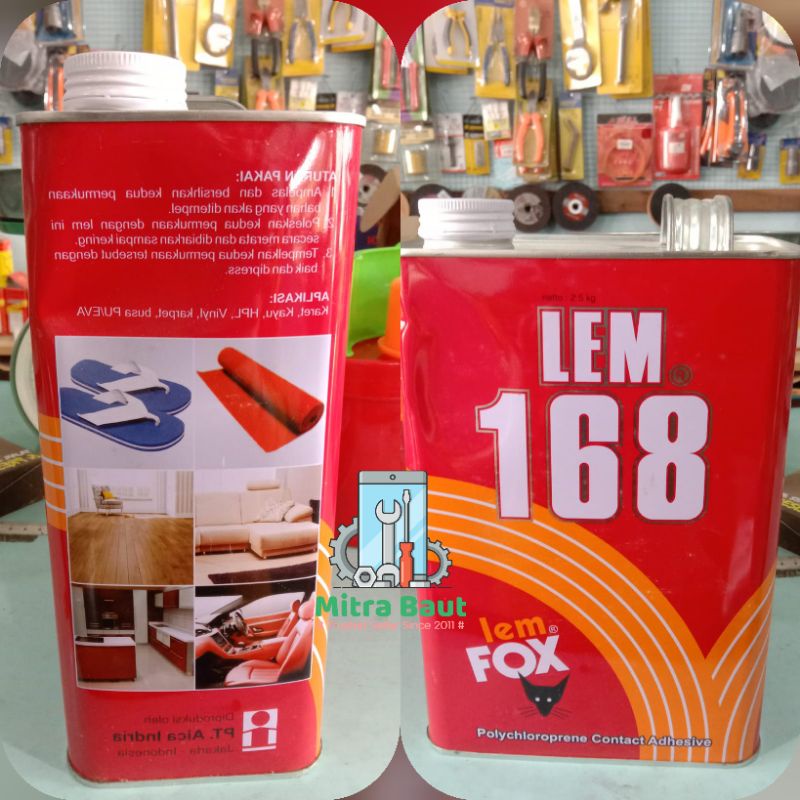 ATURAN PAKAI:
1. Ampelas dan bersihkan kedua permukaan
bahan yang akan ditempel.
2. Poleskan kedua permukaan dengan lem ini
secara merata dan dibiarkan sampai kering.
3. Tempelkan kedua permukaan tersebut dengan
baik dan dipress.
APLIKASI:
Karet, Kayu, HPL, Vinyl, karpet, busa PU/EVA
Diproduksi oleh
PT. Aica Indria
Jakarta - Indonesia
netto : 2,5 kg
LEM®
168
lem®
FOX
Polychloroprene Contact Adhesive
Mitra Baut
Since 2011 #